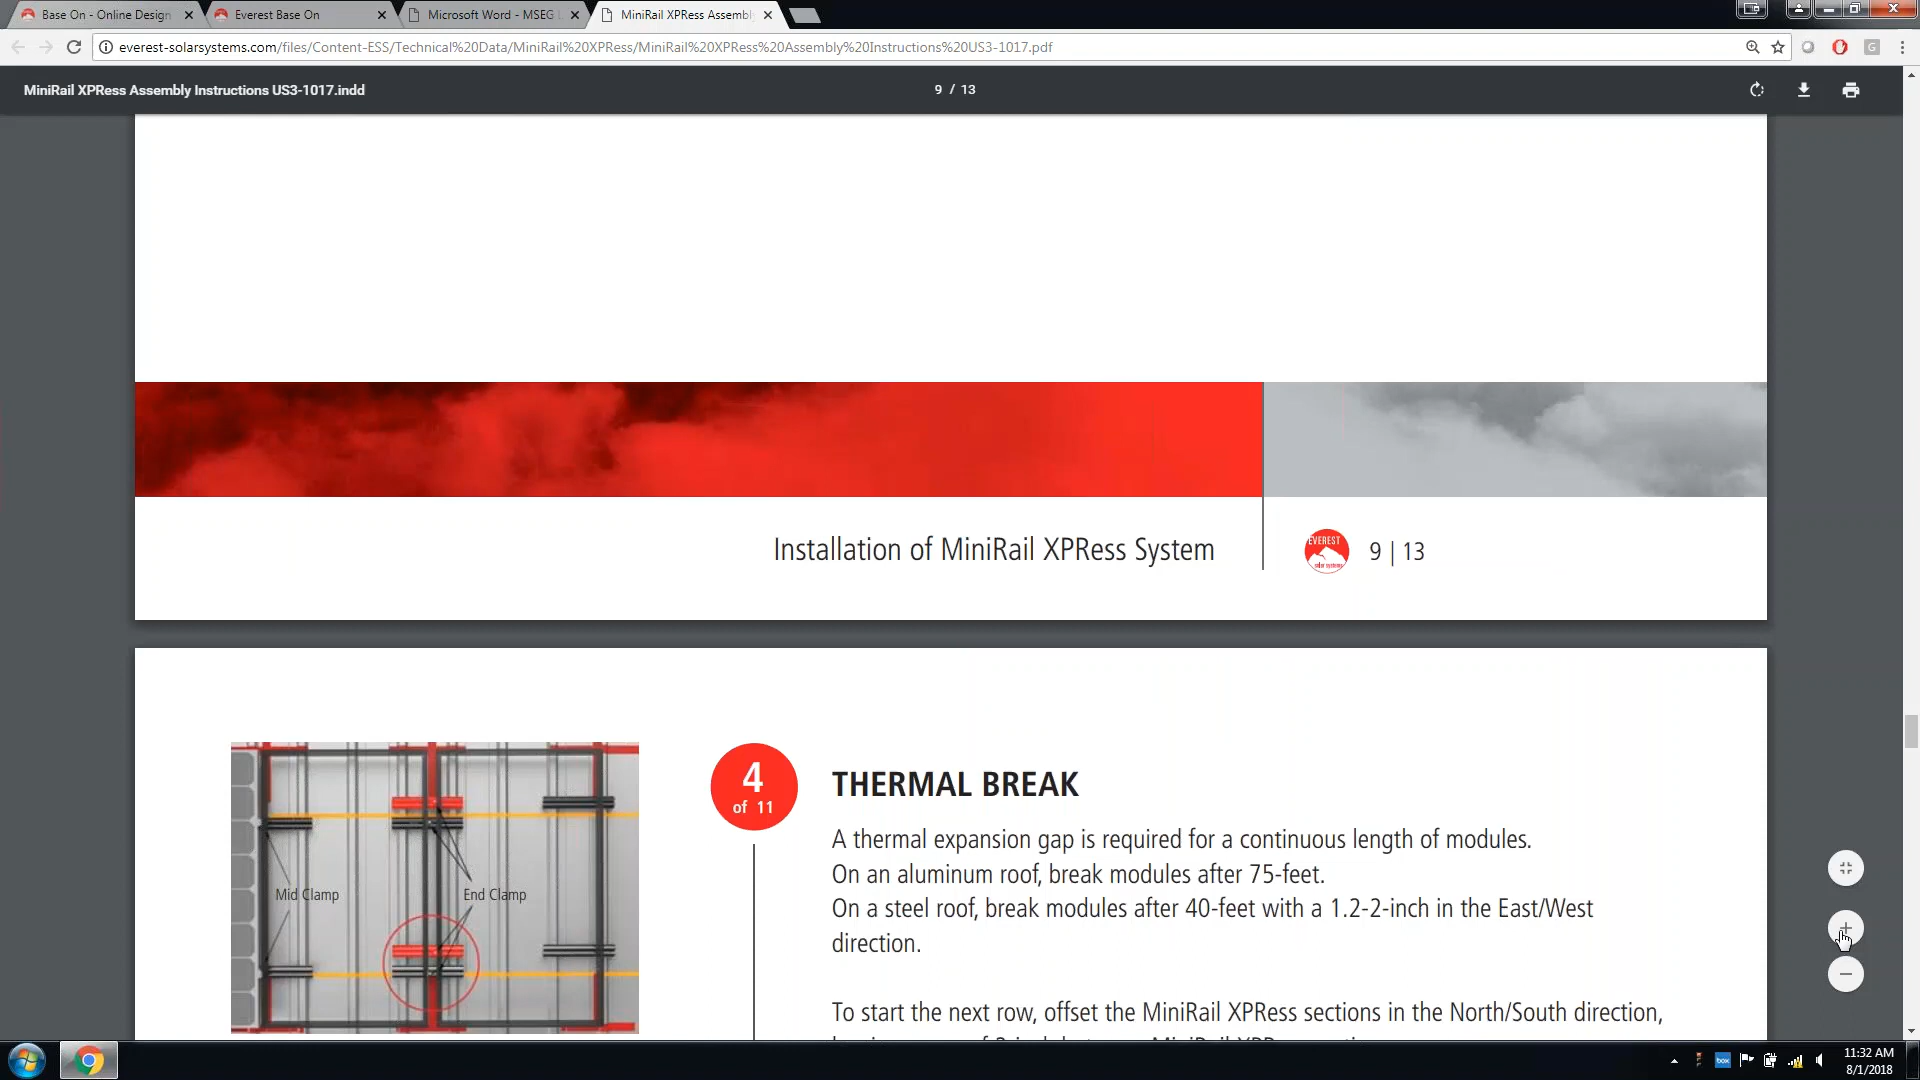 Base On - Online Design
Everest Base On
Microsoft Word - MSEG
MiniRail XPRess Assembl
everest-solarsystems.com/files/Content-ESS/Technical%20Data/MiniRail%20XPRess/MiniRail%20XPRess%20Assembly%20Instructions%20US3-1017.pdf
MiniRail XPRess Assembly Instructions US3-1017.indd
9 / 13
Installation of MiniRail XPRess System
EVEREST
solar systems
9 | 13
4
of 11
THERMAL BREAK
A thermal expansion gap is required for a continuous length of modules.
On an aluminum roof, break modules after 75-feet.
On a steel roof, break modules after 40-feet with a 1.2-2-inch in the East/West
direction.
To start the next row, offset the MiniRail XPRess sections in the North/South direction,
Mid Clamp
End Clamp
box
11:32 AM
8/1/2018